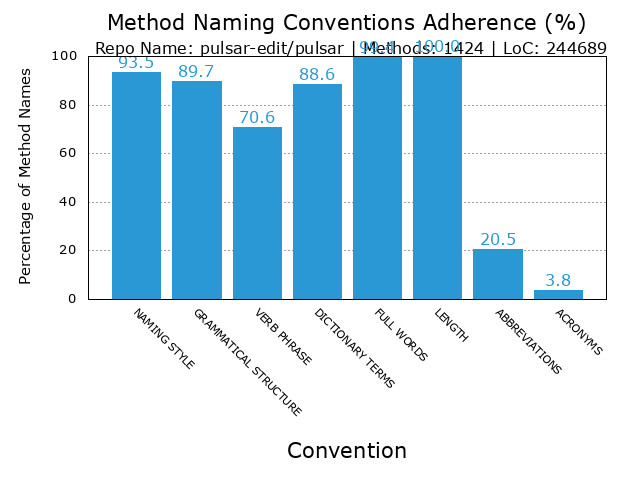 Method Naming Conventions Adherence (%)
Repo Name: pulsar-edit/pulsar | Methods: 1424 | LoC: 244689
Percentage of Method Names
100
80
60
40
20
0
93.5
89.7
70.6
88.6
100.0
20.5
3.8
NAMING STYLE
GRAMMATICAL STRUCTURE
VERB PHRASE
DICTIONARY TERMS
FULL WORDS
LENGTH
ABBREVIATIONS
ACRONYMS
Convention